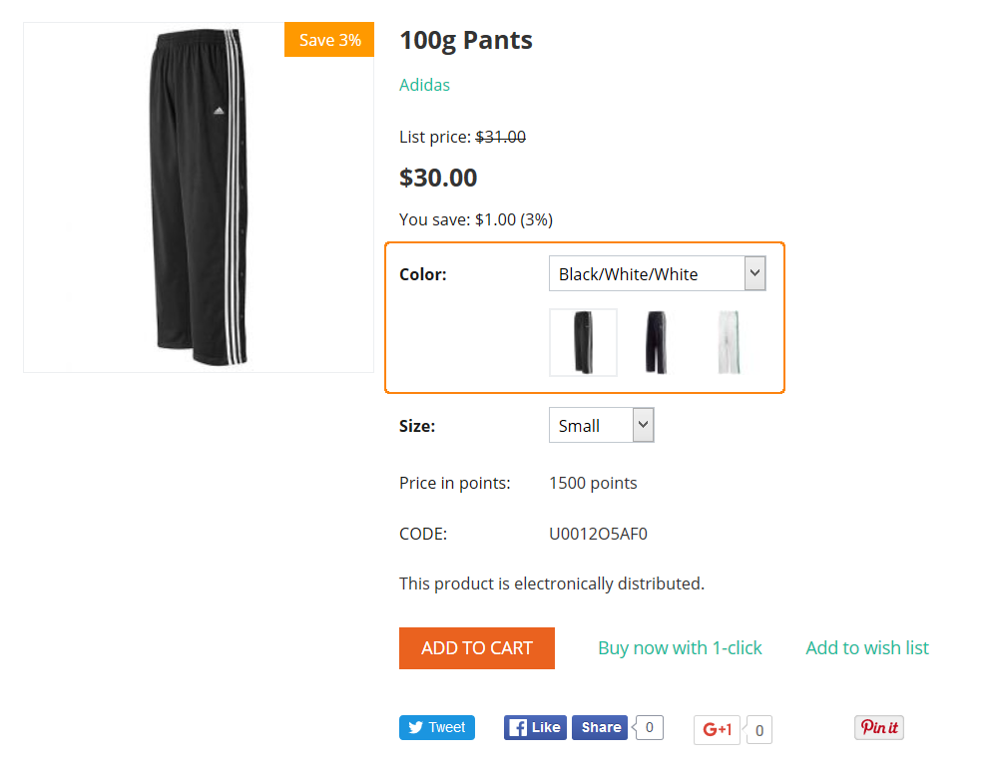 Save 3%
100g Pants
Adidas
List price: $31.00
$30.00
You save: $1.00 (3%)
Color: Black/White/White
Size: Small
Price in points: 1500 points
CODE: U0012O5AF0
This product is electronically distributed.
ADD TO CART Buy now with 1-click Add to wish list
Tweet Like Share 0 G+1 0 Pin it